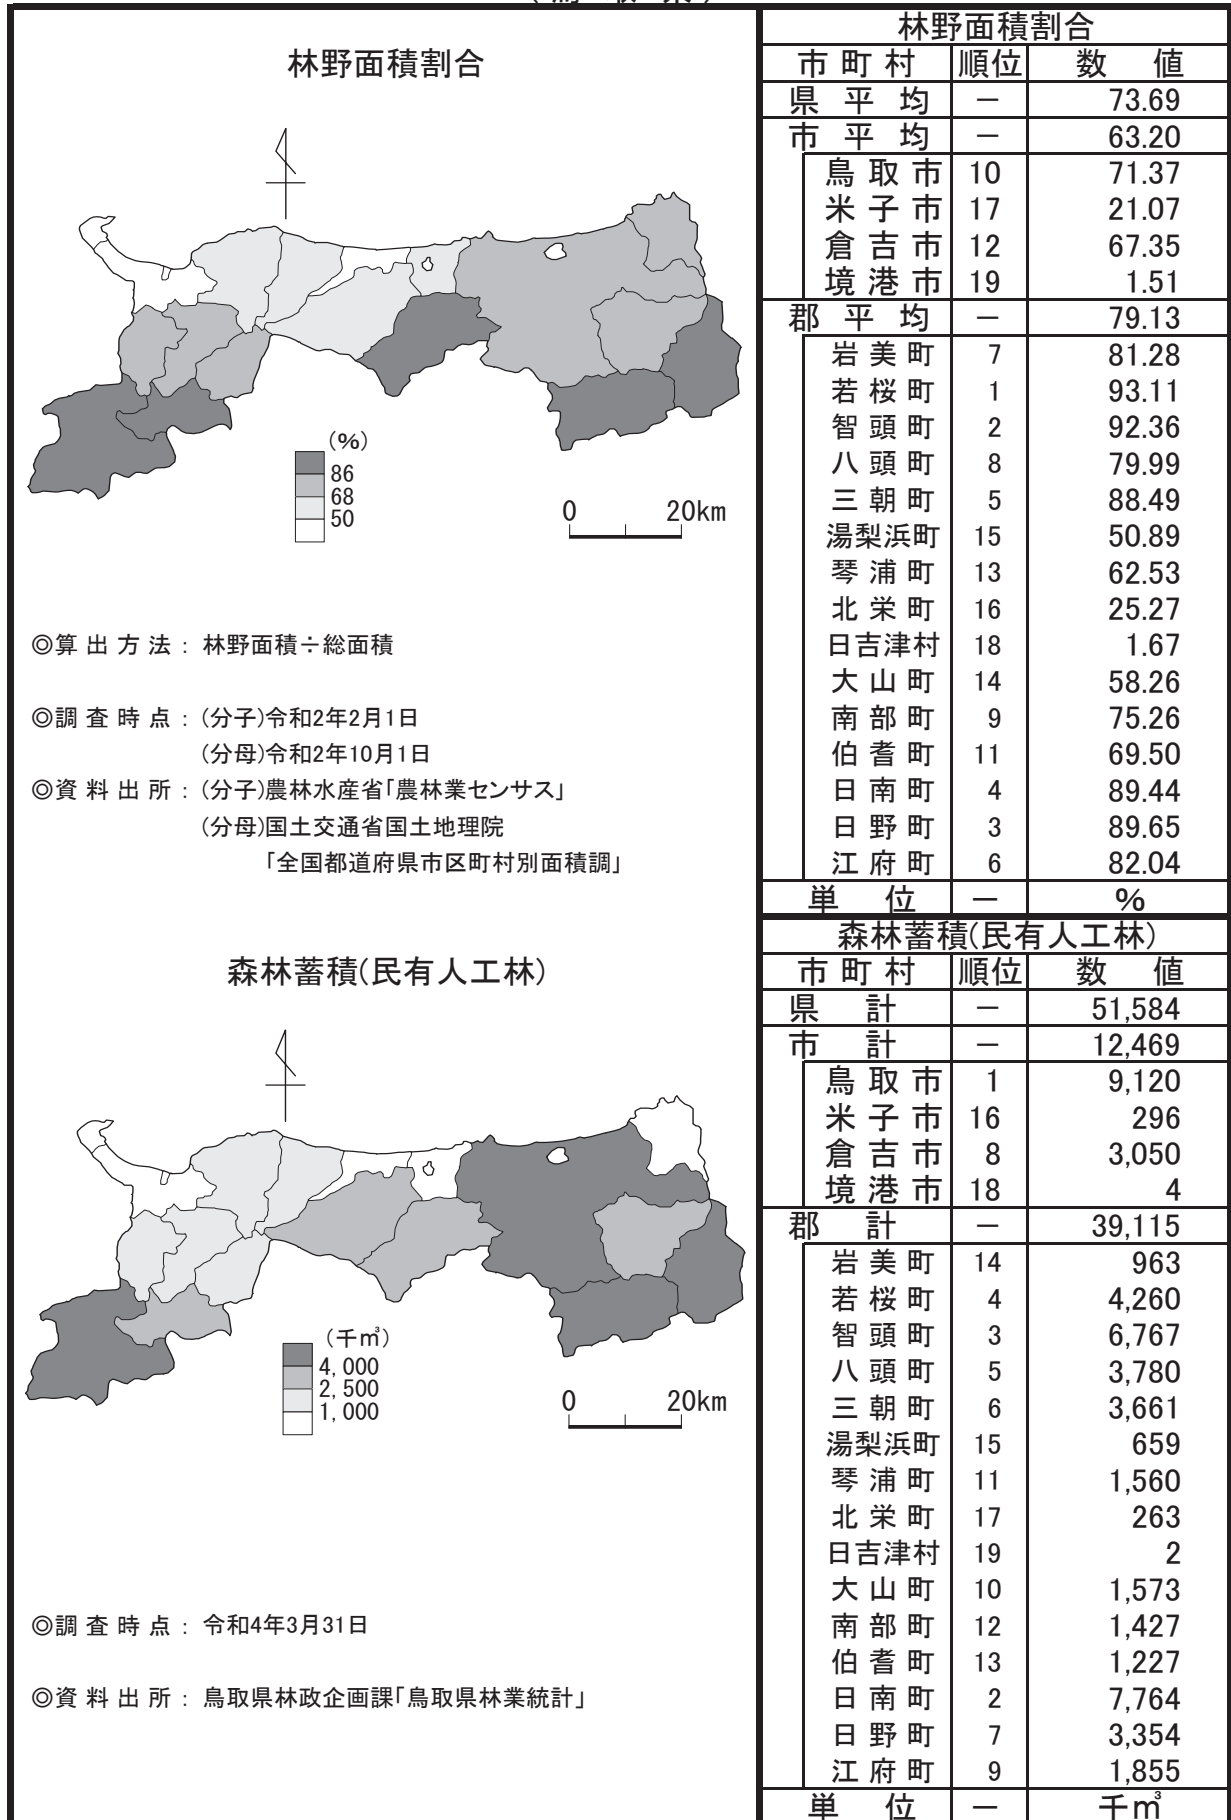 林野面積割合
(%)
86
68
50
0 20km
◎算出方法：林野面積÷総面積
◎調査時点：(分子)令和2年2月1日
(分母)令和2年10月1日
◎資料出所：(分子)農林水産省「農林業センサス」
(分母)国土交通省国土地理院
「全国都道府県市区町村別面積調」
林野面積割合
市町村 順位 数値
県平均 － 73.69
市平均 － 63.20
鳥取市 10 71.37
米子市 17 21.07
倉吉市 12 67.35
境港市 19 1.51
郡平均 － 79.13
岩美町 7 81.28
若桜町 1 93.11
智頭町 2 92.36
八頭町 8 79.99
三朝町 5 88.49
湯梨浜町 15 50.89
琴浦町 13 62.53
北栄町 16 25.27
日吉津村 18 1.67
大山町 14 58.26
南部町 9 75.26
伯耆町 11 69.50
日南町 4 89.44
日野町 3 89.65
江府町 6 82.04
単位 － %
森林蓄積(民有人工林)
(千㎥)
4,000
2,500
1,000
0 20km
◎調査時点：令和4年3月31日
◎資料出所：鳥取県林政企画課「鳥取県林業統計」
森林蓄積(民有人工林)
市町村 順位 数値
県計 － 51,584
市計 － 12,469
鳥取市 1 9,120
米子市 16 296
倉吉市 8 3,050
境港市 18 4
郡計 － 39,115
岩美町 14 963
若桜町 4 4,260
智頭町 3 6,767
八頭町 5 3,780
三朝町 6 3,661
湯梨浜町 15 659
琴浦町 11 1,560
北栄町 17 263
日吉津村 19 2
大山町 10 1,573
南部町 12 1,427
伯耆町 13 1,227
日南町 2 7,764
日野町 7 3,354
江府町 9 1,855
単位 － 千㎥